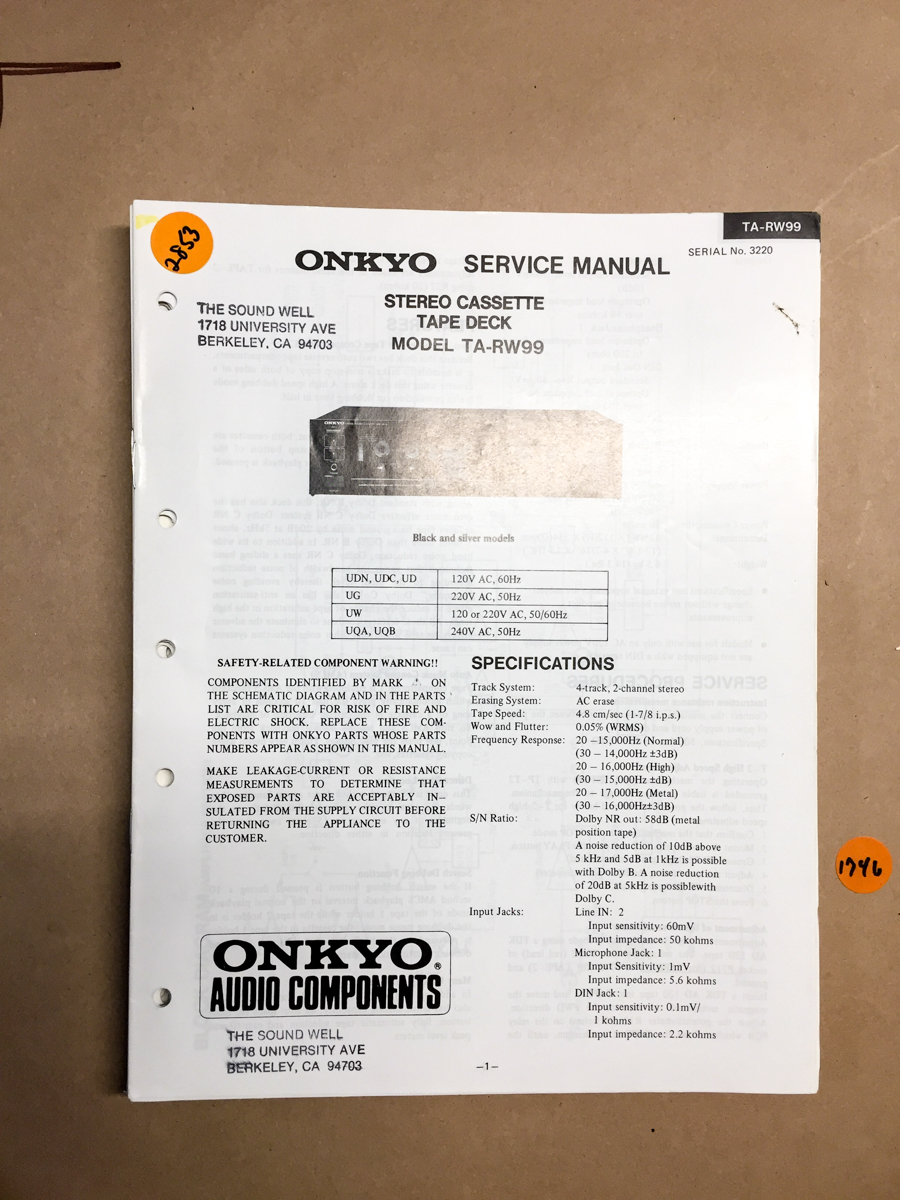 2853
TA-RW99
SERIAL No. 3220
ONKYO SERVICE MANUAL
STEREO CASSETTE
TAPE DECK
MODEL TA-RW99
THE SOUND WELL
1718 UNIVERSITY AVE
BERKELEY, CA 94703
ONKYO
Black and silver models
UDN, UDC, UD 120V AC, 60Hz
UG 220V AC, 50Hz
UW 120 or 220V AC, 50/60Hz
UQA, UQB 240V AC, 50Hz
SAFETY-RELATED COMPONENT WARNING!!
COMPONENTS IDENTIFIED BY MARK ON
THE SCHEMATIC DIAGRAM AND IN THE PARTS
LIST ARE CRITICAL FOR RISK OF FIRE AND
ELECTRIC SHOCK. REPLACE THESE COM-
PONENTS WITH ONKYO PARTS WHOSE PARTS
NUMBERS APPEAR AS SHOWN IN THIS MANUAL.
MAKE LEAKAGE-CURRENT OR RESISTANCE
MEASUREMENTS TO DETERMINE THAT
EXPOSED PARTS ARE ACCEPTABLY IN–
SULATED FROM THE SUPPLY CIRCUIT BEFORE
RETURNING THE APPLIANCE TO THE
CUSTOMER.
SPECIFICATIONS
Track System: 4-track, 2-channel stereo
Erasing System: AC erase
Tape Speed: 4.8 cm/sec (1-7/8 i.p.s.)
Wow and Flutter: 0.05% (WRMS)
Frequency Response: 20 –15,000Hz (Normal)
(30 – 14,000Hz ±3dB)
20 – 16,000Hz (High)
(30 – 15,000Hz ±dB)
20 – 17,000Hz (Metal)
(30 – 16,000Hz±3dB)
S/N Ratio: Dolby NR out: 58dB (metal
position tape)
A noise reduction of 10dB above
5 kHz and 5dB at 1kHz is possible
with Dolby B. A noise reduction
of 20dB at 5kHz is possiblewith
Dolby C.
Input Jacks: Line IN: 2
Input sensitivity: 60mV
Input impedance: 50 kohms
Microphone Jack: 1
Input Sensitivity: 1mV
Input impedance: 5.6 kohms
DIN Jack: 1
Input sensitivity: 0.1mV/
1 kohms
Input impedance: 2.2 kohms
ONKYO®
AUDIO COMPONENTS
THE SOUND WELL
1718 UNIVERSITY AVE
BERKELEY, CA 94703
–1–
1746